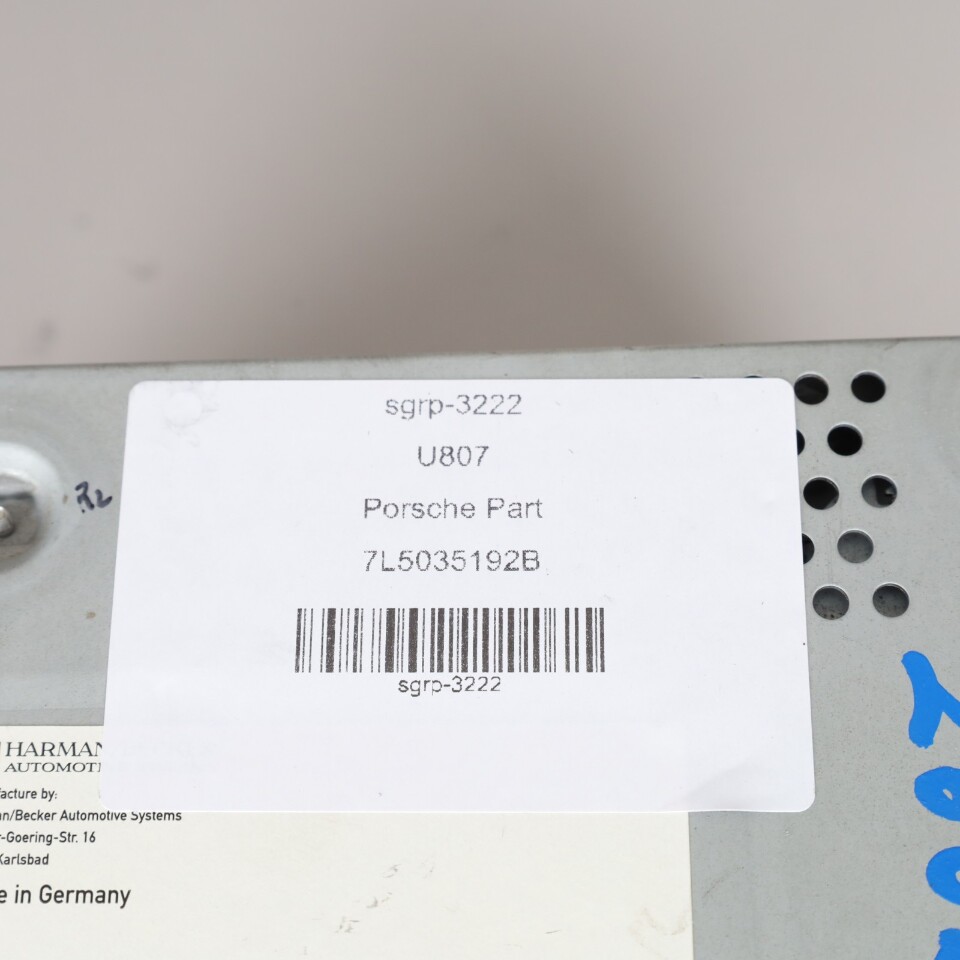 sgrp-3222
U807
Porsche Part
7L5035192B
sgrp-3222
R2
HARMAN
AUTOMOTI
facture by:
n/Becker Automotive Systems
r-Goering-Str. 16
Karlsbad
e in Germany